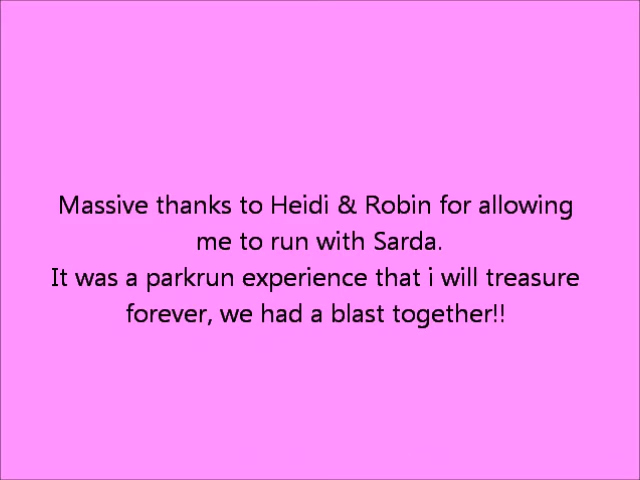 Massive thanks to Heidi & Robin for allowing
me to run with Sarda.
It was a parkrun experience that i will treasure
forever, we had a blast together!!